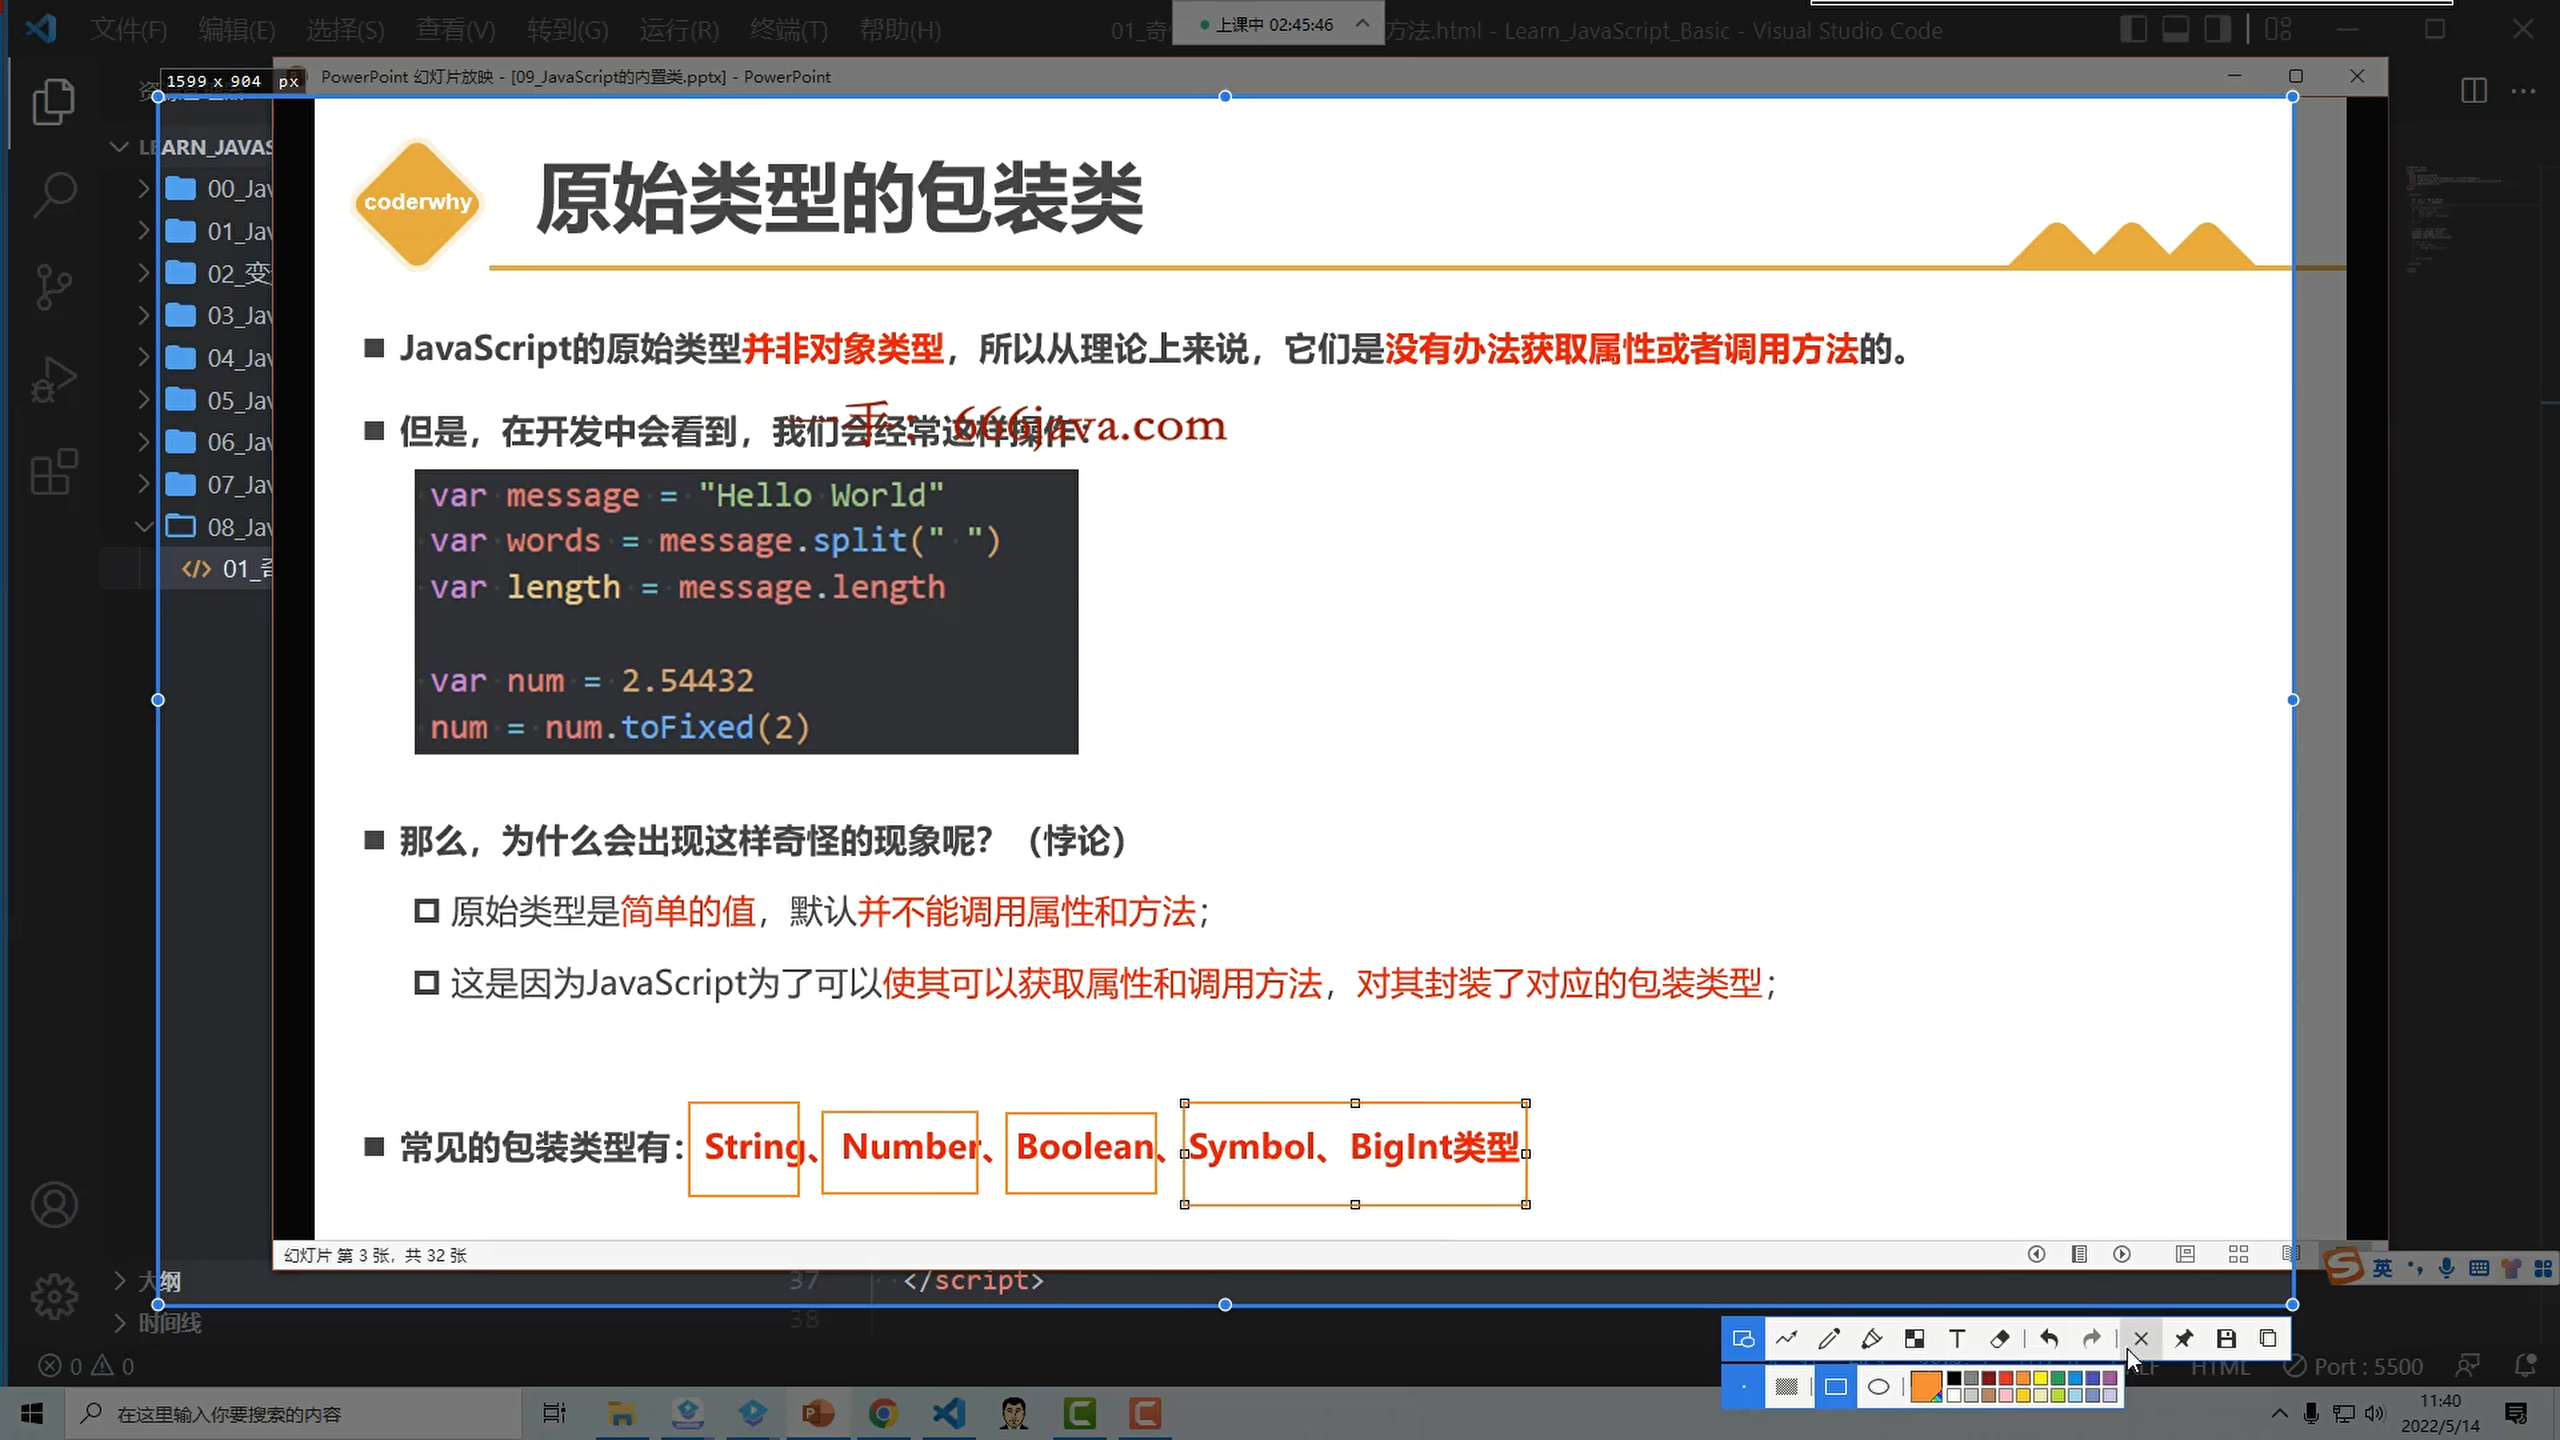 文件(F) 编辑(E) 选择(S) 查看(V) 转到(G) 运行(R) 终端(T) 帮助(H)
01_奇 方法.html - Learn_JavaScript_Basic - Visual Studio Code
上课中 02:45:46
1599 x 904 px
PowerPoint 幻灯片放映 - [09_JavaScript的内置类.pptx] - PowerPoint
LEARN_JAVAS
00_Jav
01_Jav
02_变
03_Jav
04_Jav
05_Jav
06_Jav
07_Jav
08_Jav
01_奇
coderwhy
原始类型的包装类
JavaScript的原始类型并非对象类型，所以从理论上来说，它们是没有办法获取属性或者调用方法的。
但是，在开发中会看到，我们会经常这样操作：
一手：666java.com
var message = "Hello World"
var words = message.split(" ")
var length = message.length
var num = 2.54432
num = num.toFixed(2)
那么，为什么会出现这样奇怪的现象呢？（悖论）
原始类型是简单的值，默认并不能调用属性和方法；
这是因为JavaScript为了可以使其可以获取属性和调用方法，对其封装了对应的包装类型；
常见的包装类型有：String、Number、Boolean、Symbol、BigInt类型
幻灯片 第 3 张，共 32 张
大纲
时间线
37 </script>
38
英
0 0
HTML
Port : 5500
在这里输入你要搜索的内容
11:40
2022/5/14